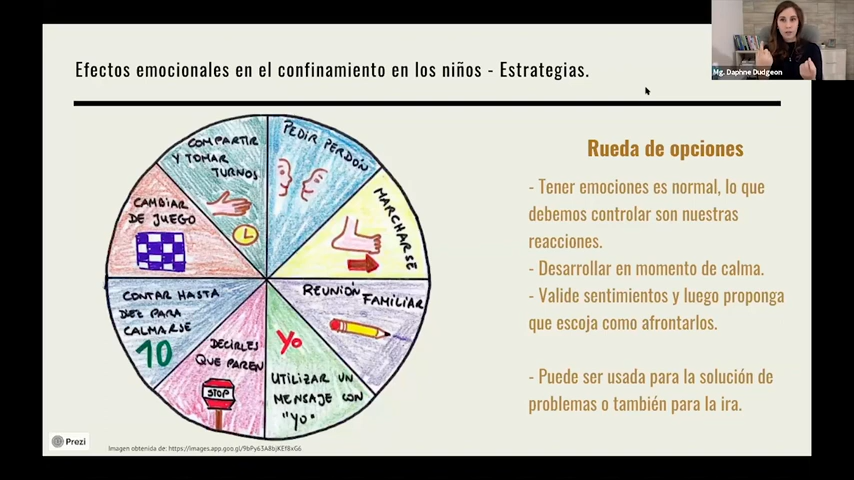 Mg. Daphne Dudgeon
Efectos emocionales en el confinamiento en los niños - Estrategias.
COMPARTIR
Y TOMAR
TURNOS
PEDIR PERDÓN
MARCHARSE
CAMBIAR
DE JUEGO
REUNIÓN FAMILIAR
CONTAR HASTA
DIEZ PARA
CALMARSE
10
DECIRLES
QUE PAREN
STOP
Yo
UTILIZAR UN
MENSAJE CON
"YO"
Rueda de opciones
- Tener emociones es normal, lo que
debemos controlar son nuestras
reacciones.
- Desarrollar en momento de calma.
- Valide sentimientos y luego proponga
que escoja como afrontarlos.
- Puede ser usada para la solución de
problemas o también para la ira.
Prezi
Imagen obtenida de: